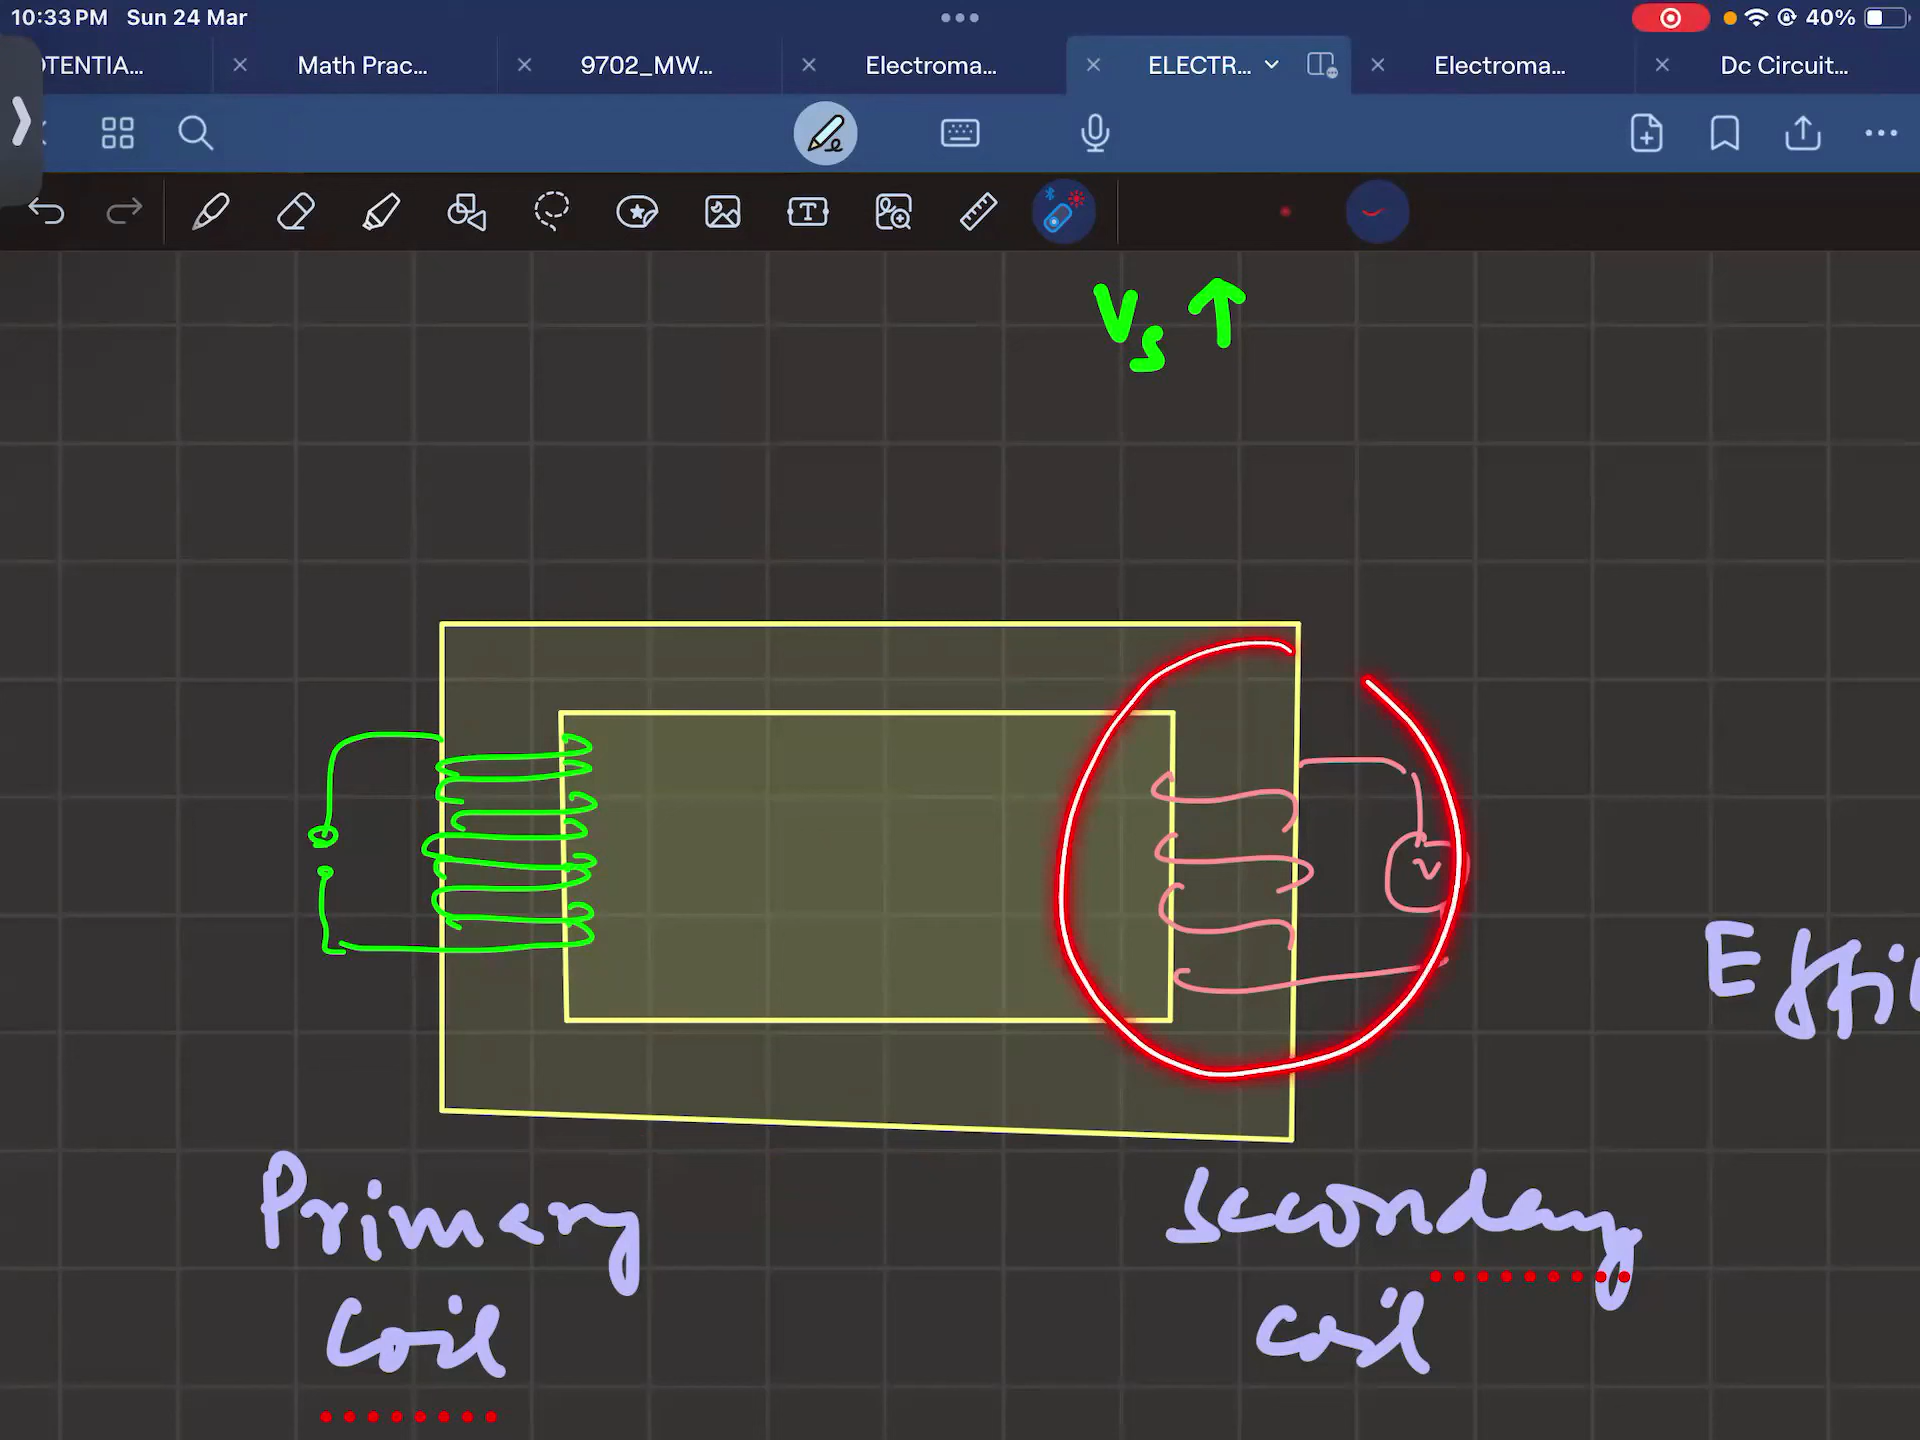 10:33 PM Sun 24 Mar
40%
OTENTIA...
Math Prac...
9702_MW...
Electroma...
ELECTR...
Electroma...
Dc Circuit...
Vs ↑
V
Effi
Primary
Coil
Secondary
coil